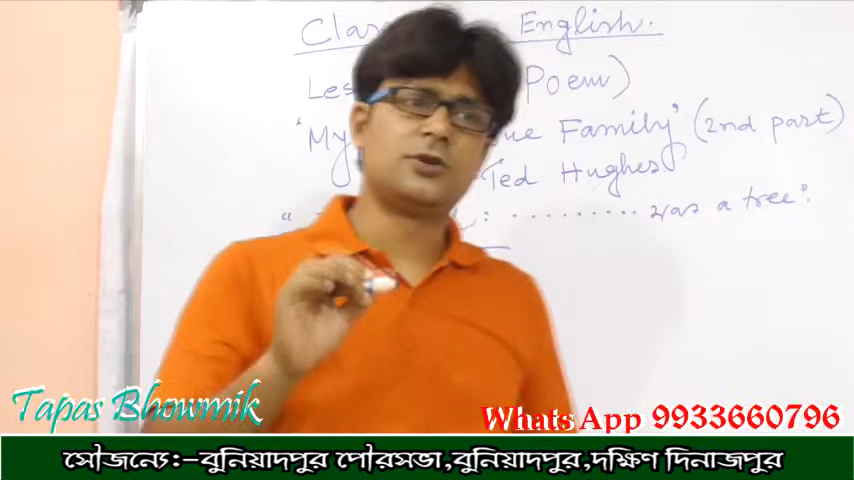 Class English.
Les Poem)
"My ue Family" (2nd part)
Ted Hughes
" : .......... was a tree".
Tapas Bhowmik
Whats App 9933660796
সৌজন্যে:-বুনিয়াদপুর পৌরসভা,বুনিয়াদপুর,দক্ষিণ দিনাজপুর